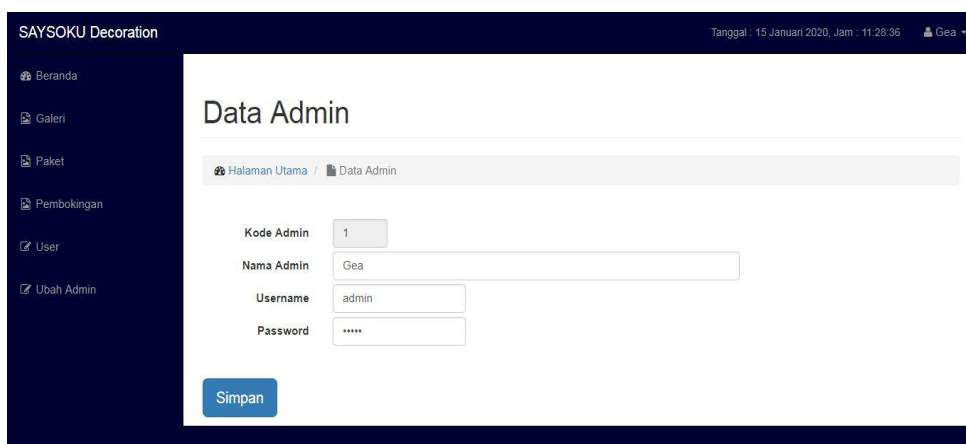 SAYSOKU Decoration
Tanggal : 15 Januari 2020, Jam : 11:28:36
Gea
Beranda
Galeri
Paket
Pembokingan
User
Ubah Admin
Data Admin
Halaman Utama / Data Admin
Kode Admin 1
Nama Admin Gea
Username admin
Password •••••
Simpan